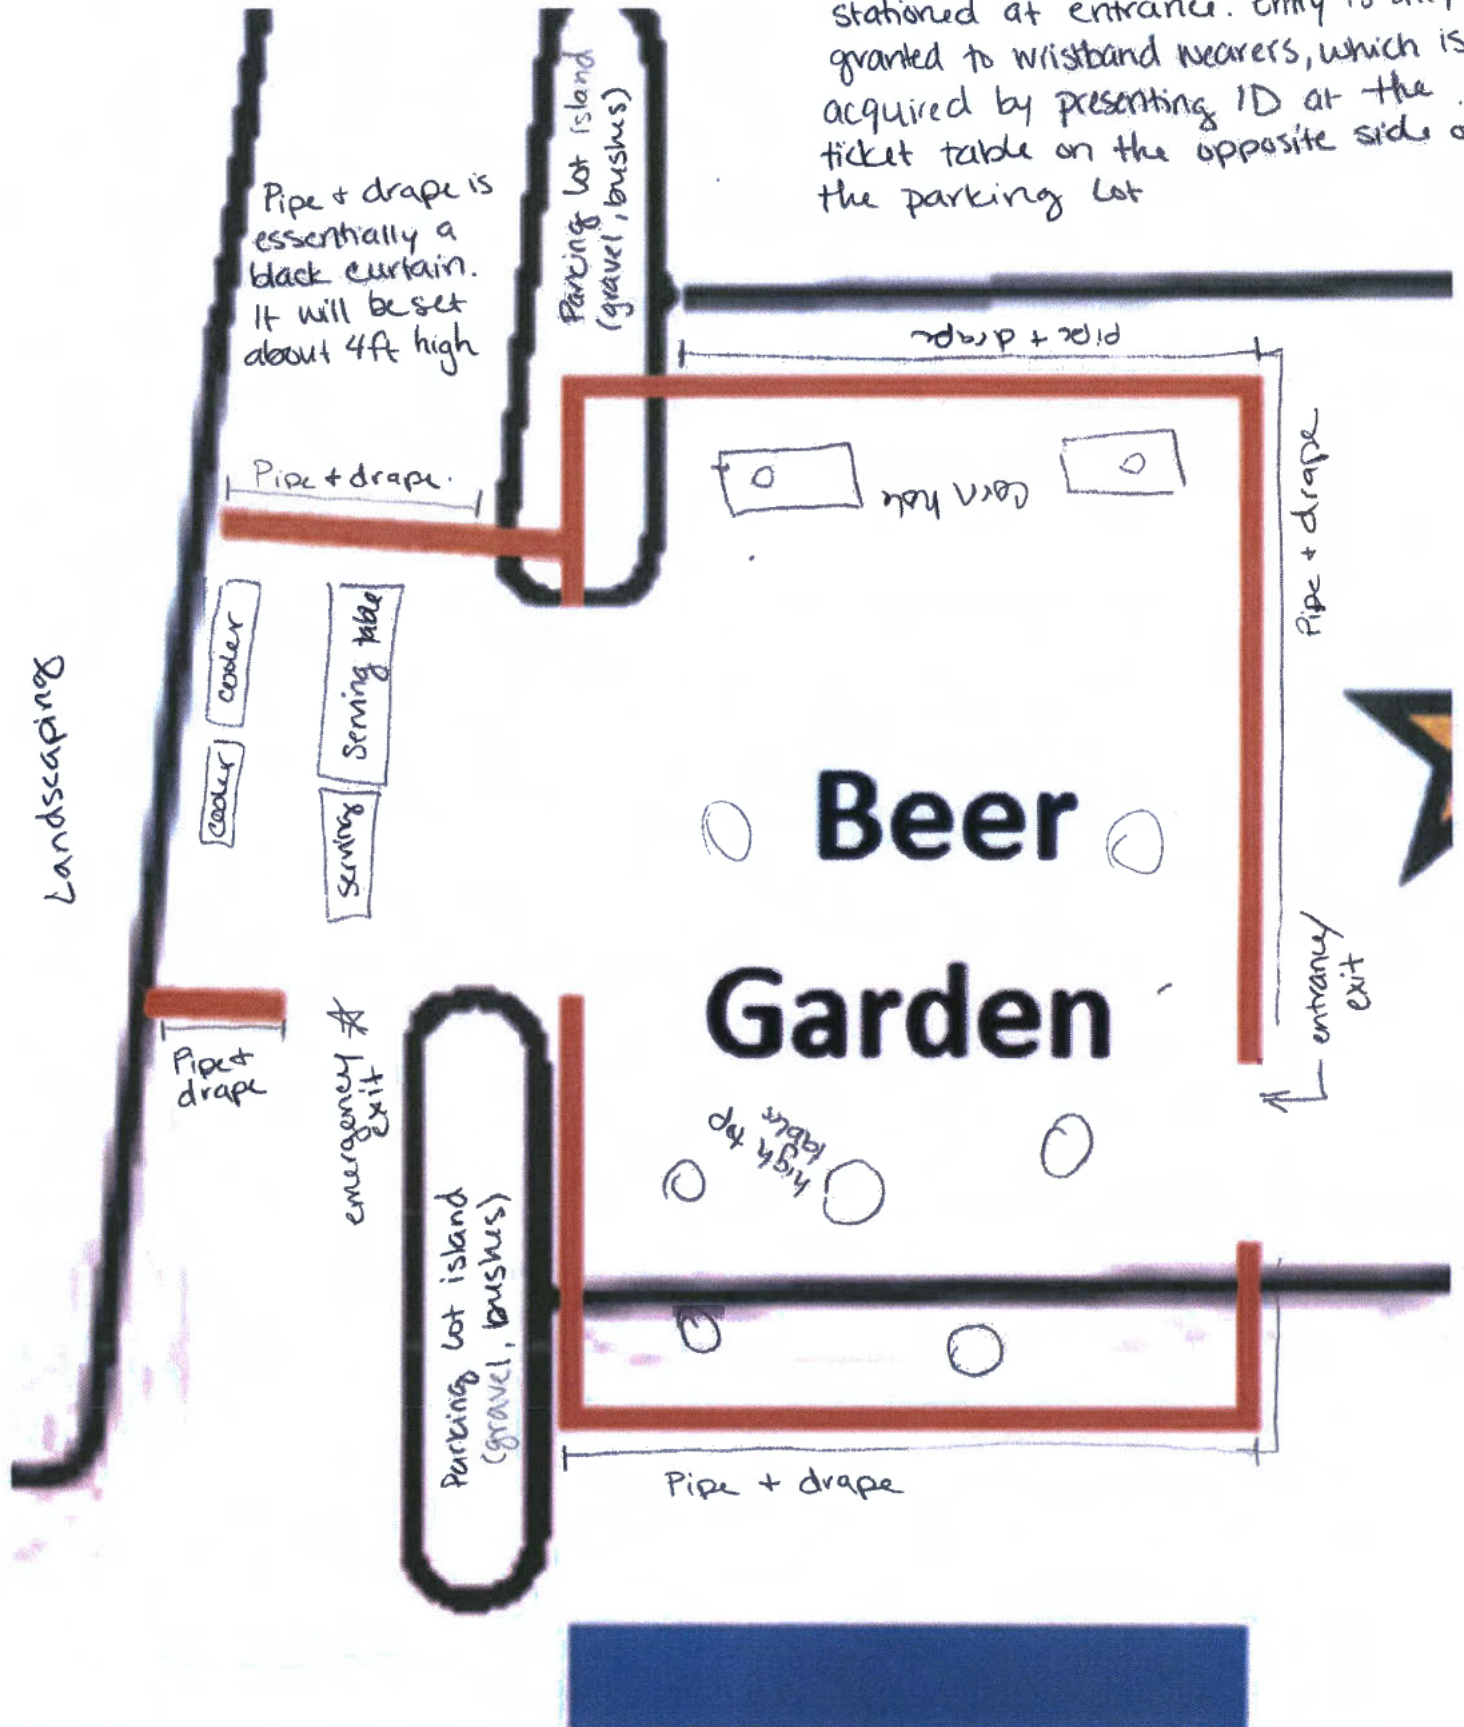 stationed at entrance. Entry is only
granted to wristband wearers, which is
acquired by presenting ID at the
ticket table on the opposite side o
the parking lot
Pipe + drape is
essentially a
black curtain.
It will be set
about 4ft high
Parking lot island
(gravel, bushes)
pipe + drape
Pipe + drape.
corn hole
Pipe + drape
cooler
Serving table
Landscaping
cooler
serving
Beer
Garden
entrance/
exit
Pipe +
drape
emergency
exit
high top
tables
Parking lot island
(gravel, bushes)
Pipe + drape